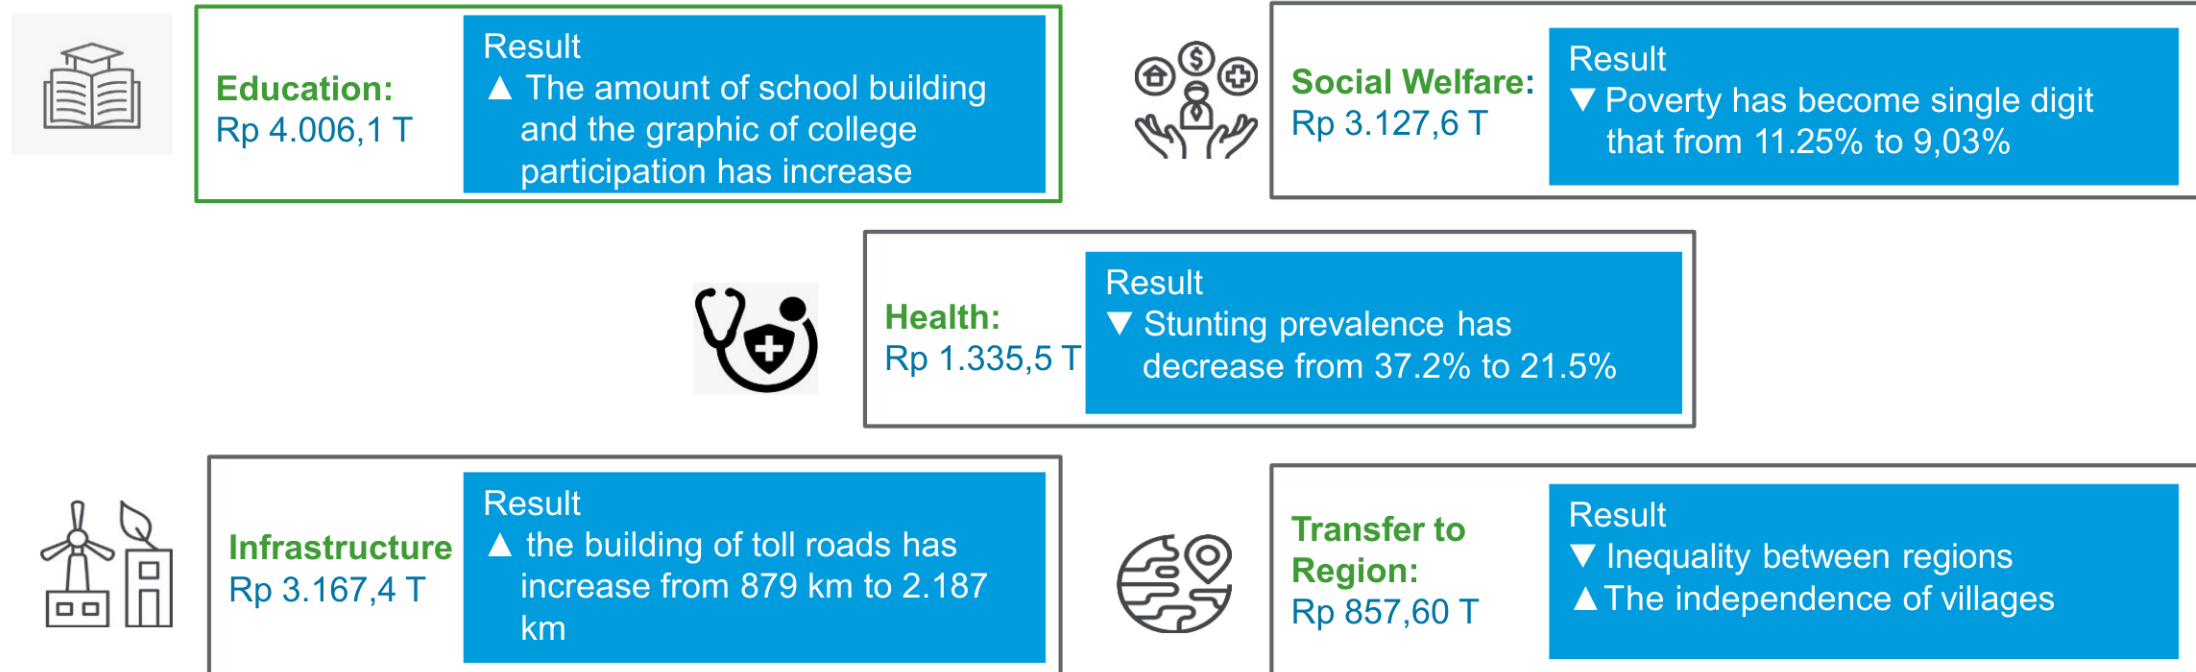 Education:
Rp 4.006,1 T
Result
▲ The amount of school building
and the graphic of college
participation has increase
Social Welfare:
Rp 3.127,6 T
Result
▼ Poverty has become single digit
that from 11.25% to 9,03%
Health:
Rp 1.335,5 T
Result
▼ Stunting prevalence has
decrease from 37.2% to 21.5%
Infrastructure
Rp 3.167,4 T
Result
▲ the building of toll roads has
increase from 879 km to 2.187
km
Transfer to
Region:
Rp 857,60 T
Result
▼ Inequality between regions
▲ The independence of villages